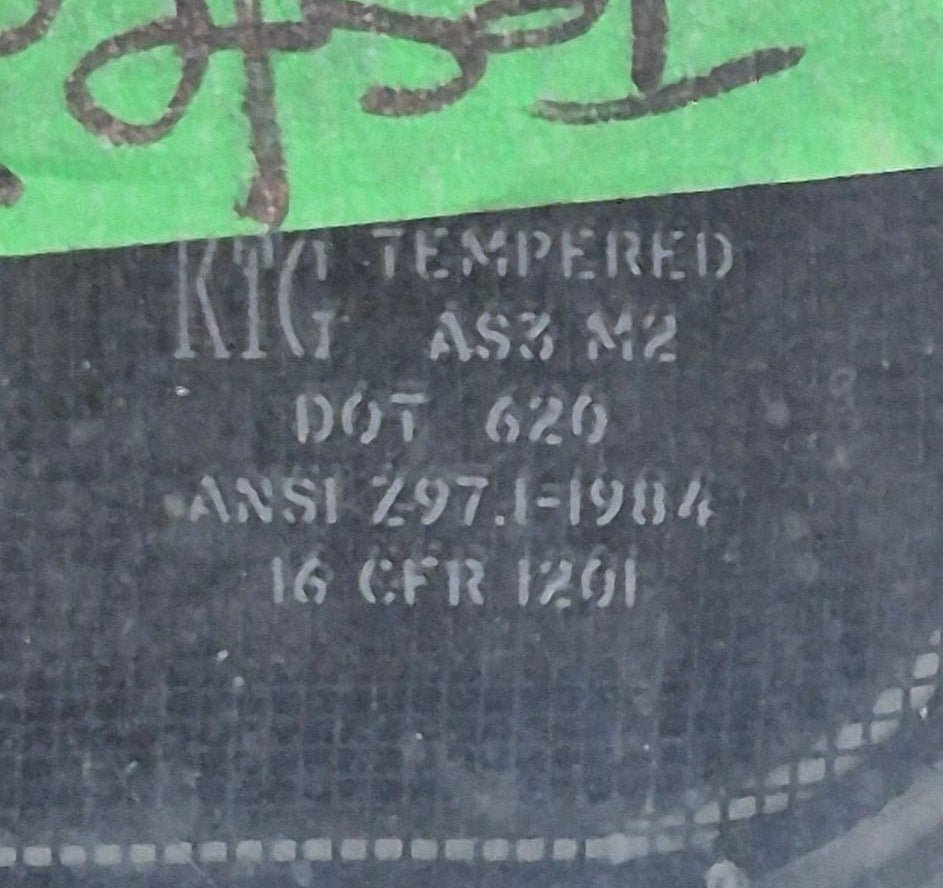 KTG TEMPERED
AS3 M2
DOT 620
ANSI Z97.1-1984
16 CFR 1201